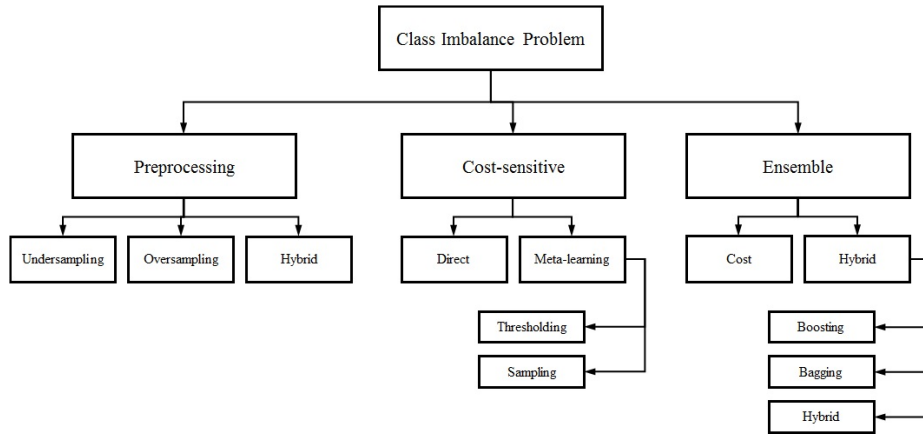 Class Imbalance Problem
Preprocessing
Cost-sensitive
Ensemble
Undersampling
Oversampling
Hybrid
Direct
Meta-learning
Cost
Hybrid
Thresholding
Sampling
Boosting
Bagging
Hybrid